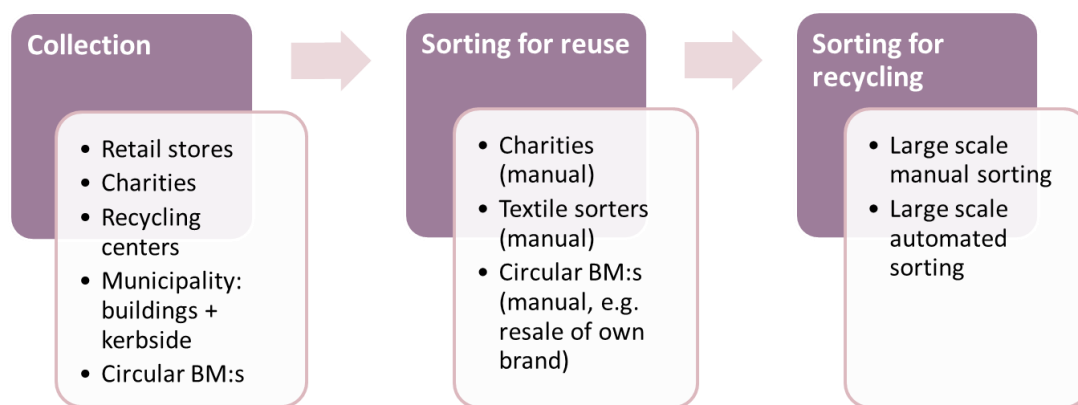 Collection
• Retail stores
• Charities
• Recycling
centers
• Municipality:
buildings +
kerbside
• Circular BM:s
Sorting for reuse
• Charities
(manual)
• Textile sorters
(manual)
• Circular BM:s
(manual, e.g.
resale of own
brand)
Sorting for
recycling
• Large scale
manual sorting
• Large scale
automated
sorting